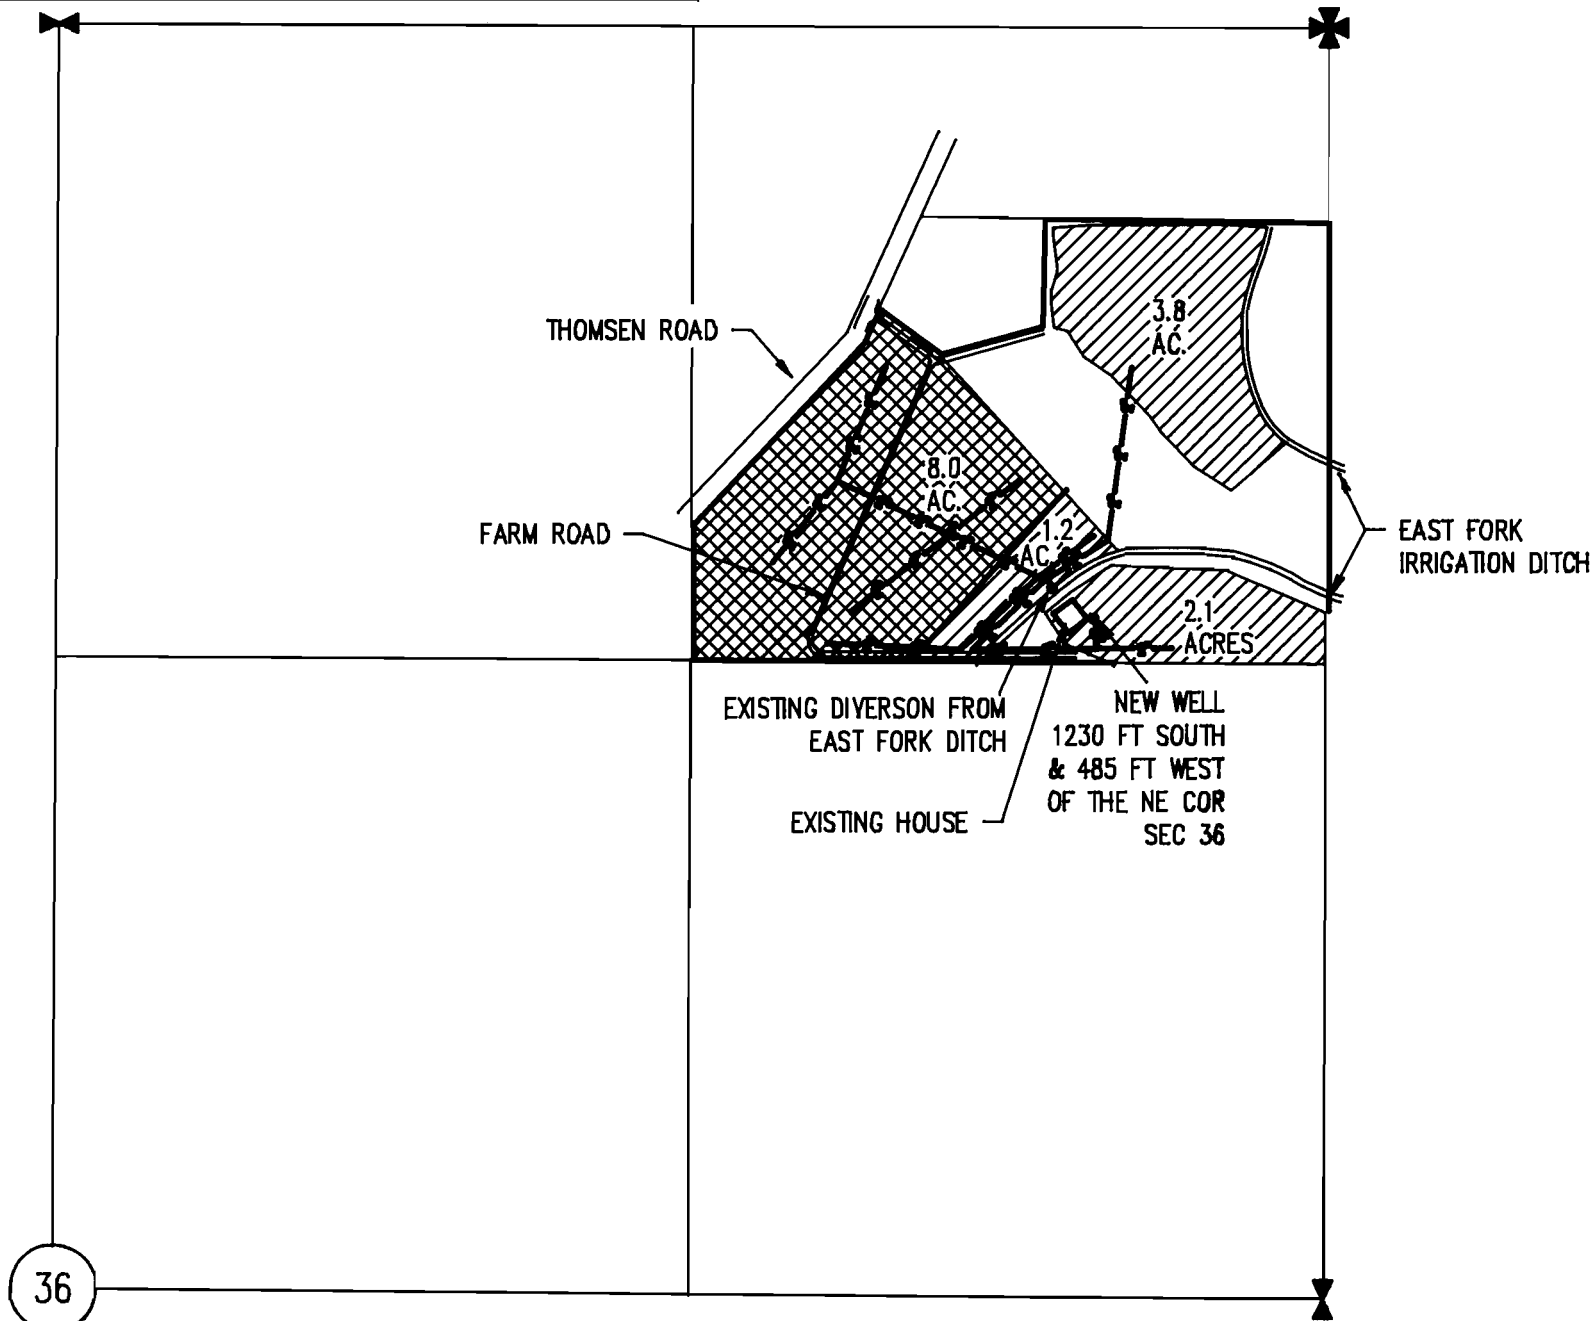 3.8
AC.
THOMSEN ROAD
8.0
AC.
FARM ROAD
1.2
AC.
EAST FORK
IRRIGATION DITCH
2.1
ACRES
EXISTING DIVERSON FROM
EAST FORK DITCH
NEW WELL
1230 FT SOUTH
& 485 FT WEST
OF THE NE COR
SEC 36
EXISTING HOUSE
36